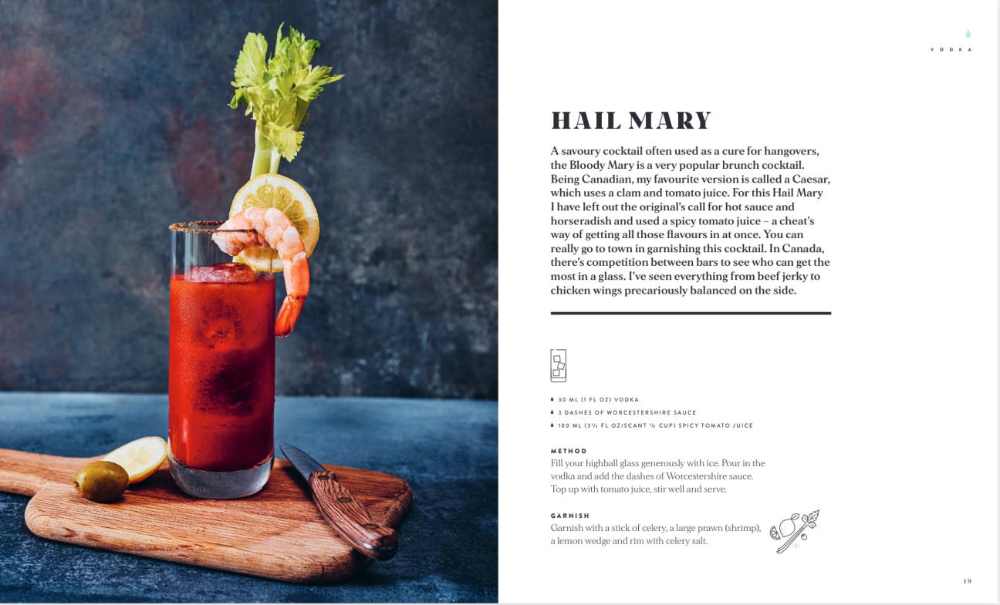 VODKA
HAIL MARY
A savoury cocktail often used as a cure for hangovers,
the Bloody Mary is a very popular brunch cocktail.
Being Canadian, my favourite version is called a Caesar,
which uses a clam and tomato juice. For this Hail Mary
I have left out the original's call for hot sauce and
horseradish and used a spicy tomato juice – a cheat's
way of getting all those flavours in at once. You can
really go to town in garnishing this cocktail. In Canada,
there's competition between bars to see who can get the
most in a glass. I've seen everything from beef jerky to
chicken wings precariously balanced on the side.
30 ML (1 FL OZ) VODKA
3 DASHES OF WORCESTERSHIRE SAUCE
100 ML (3½ FL OZ/SCANT ½ CUP) SPICY TOMATO JUICE
METHOD
Fill your highball glass generously with ice. Pour in the
vodka and add the dashes of Worcestershire sauce.
Top up with tomato juice, stir well and serve.
GARNISH
Garnish with a stick of celery, a large prawn (shrimp),
a lemon wedge and rim with celery salt.
19